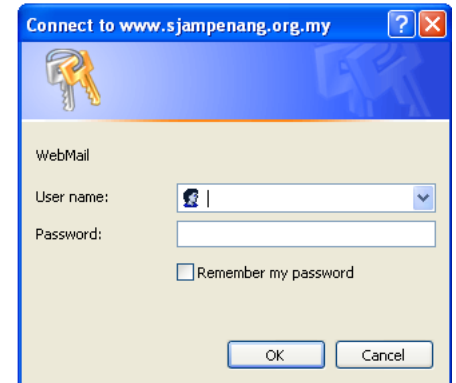 Connect to www.sjampenang.org.my
WebMail
User name:
Password:
Remember my password
OK Cancel